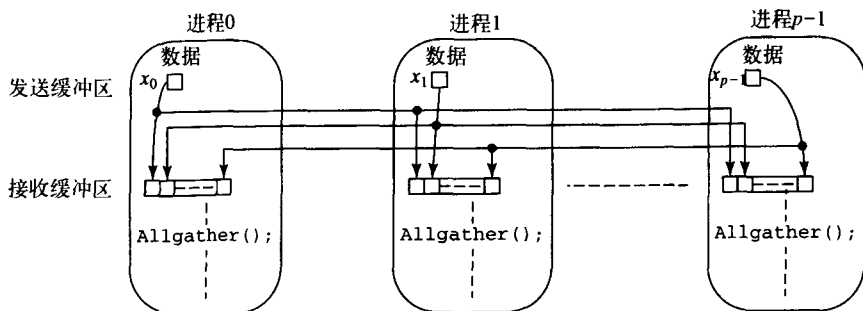 进程0
进程1
进程p-1
数据
数据
数据
x0
x1
xp-1
发送缓冲区
接收缓冲区
Allgather();
Allgather();
Allgather();